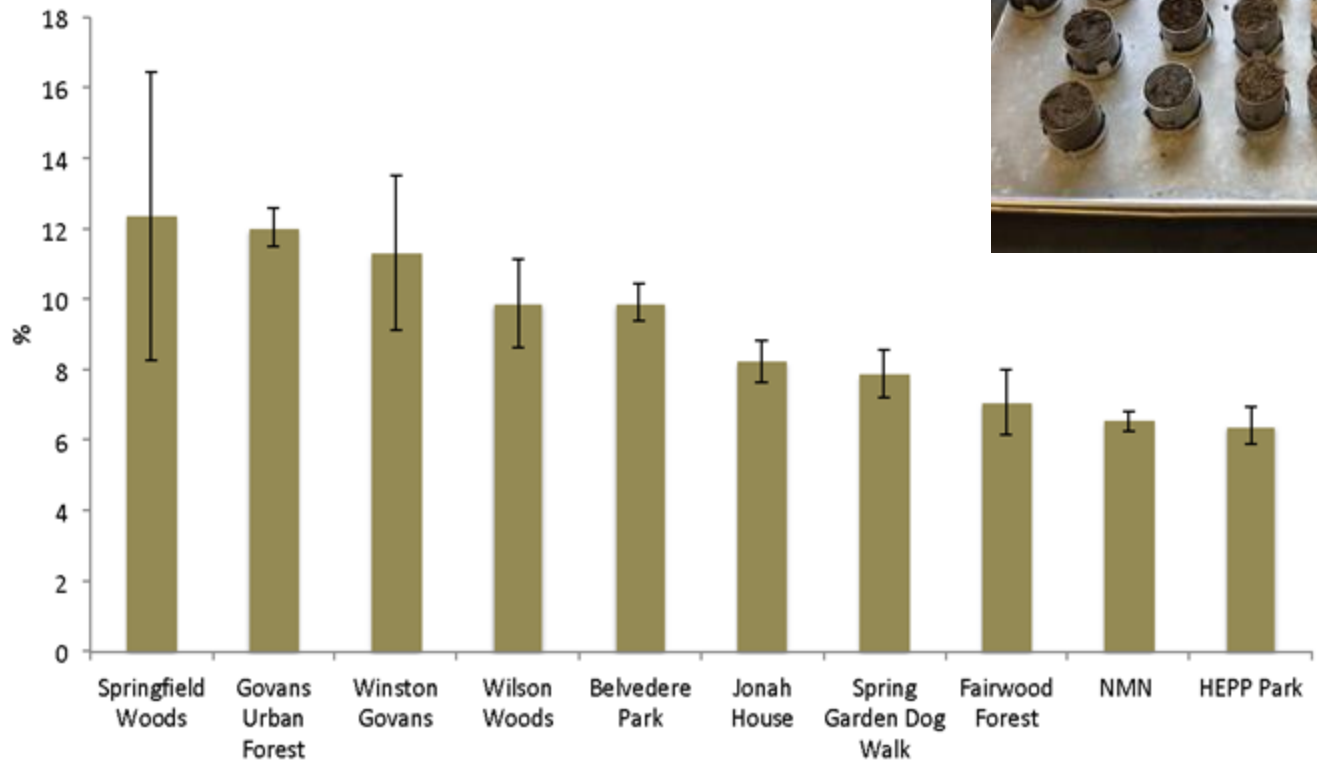 18
16
14
12
10
8
6
4
2
0
%
Springfield
Woods
Govans
Urban
Forest
Winston
Govans
Wilson
Woods
Belvedere
Park
Jonah
House
Spring
Garden Dog
Walk
Fairwood
Forest
NMN
HEPP Park